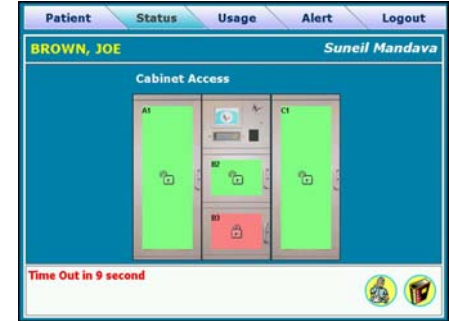 Patient Status Usage Alert Logout
BROWN, JOE Suneil Mandava
Cabinet Access
A1 C1
B2
B3
Time Out in 9 second